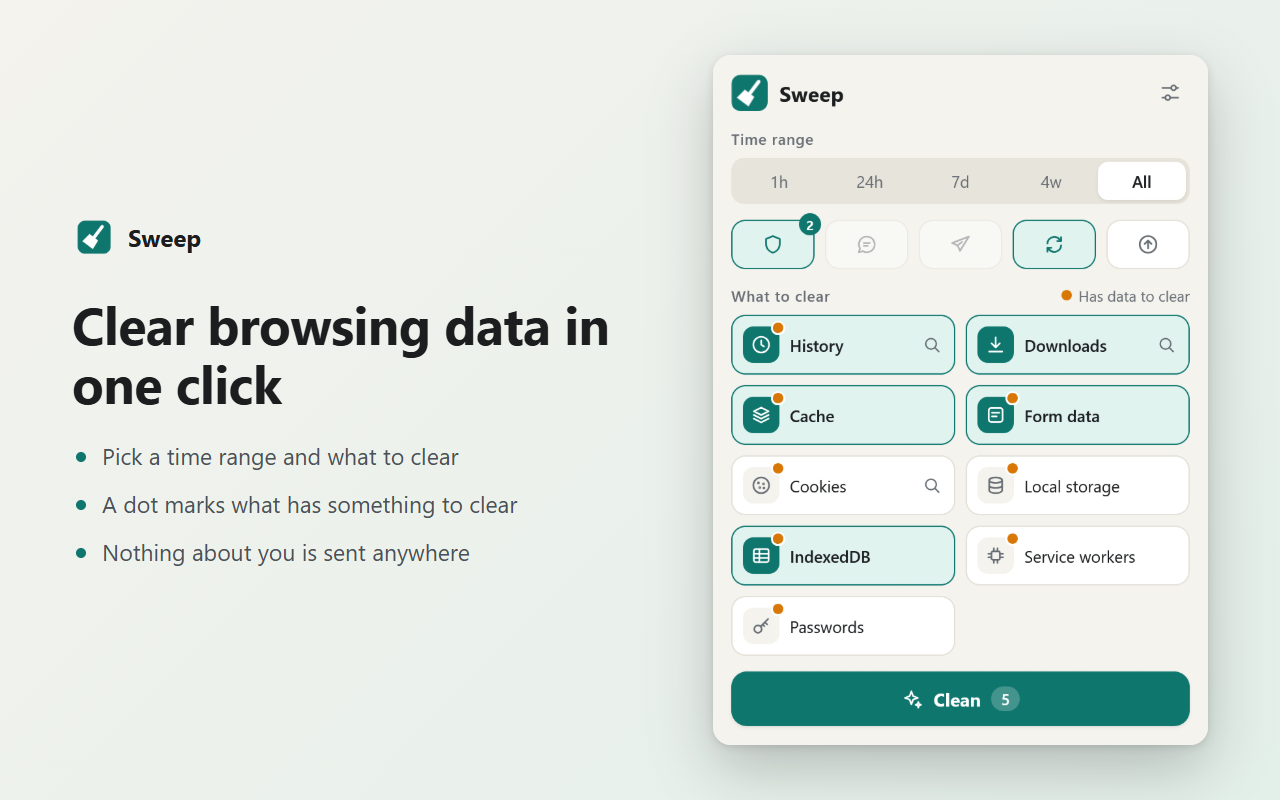 Sweep
Clear browsing data in
one click
Pick a time range and what to clear
A dot marks what has something to clear
Nothing about you is sent anywhere
Sweep
Time range
1h 24h 7d 4w All
2
What to clear Has data to clear
History Downloads
Cache Form data
Cookies Local storage
IndexedDB Service workers
Passwords
Clean 5